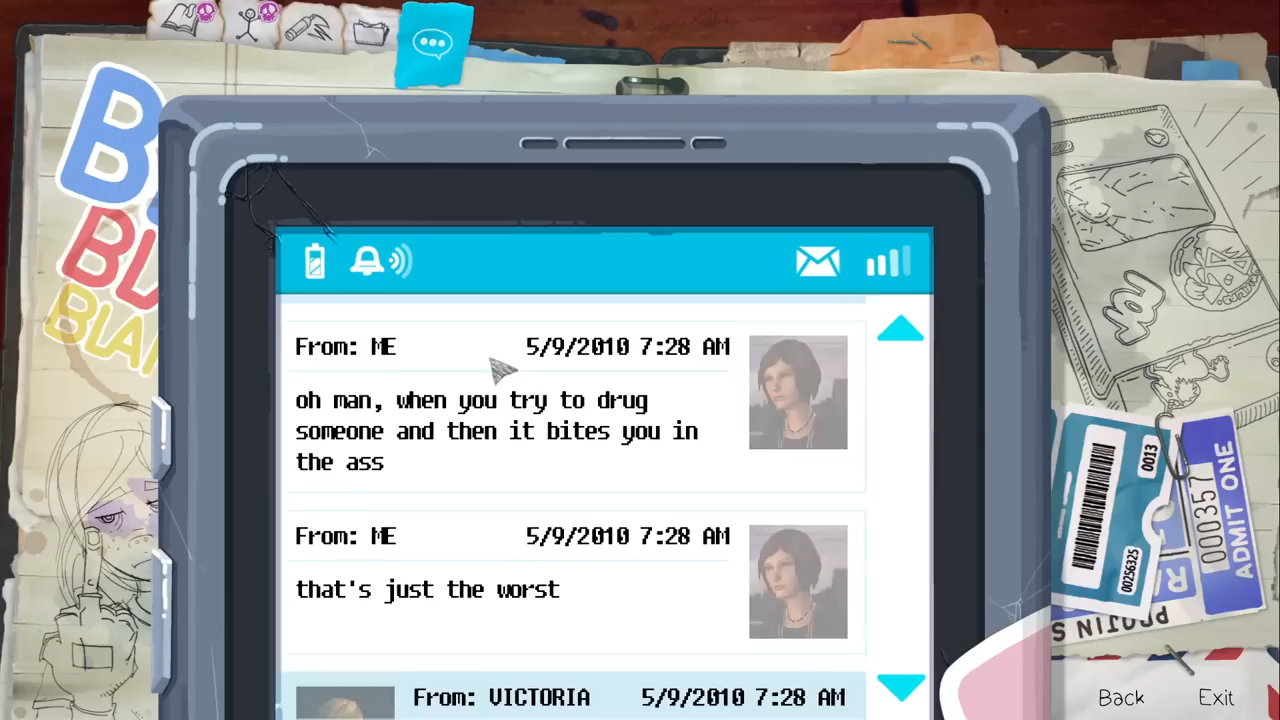 From: ME 5/9/2010 7:28 AM
oh man, when you try to drug
someone and then it bites you in
the ass
From: ME 5/9/2010 7:28 AM
that's just the worst
From: VICTORIA 5/9/2010 7:28 AM
0013
00256325
000357
ADMIT ONE
Back
Exit